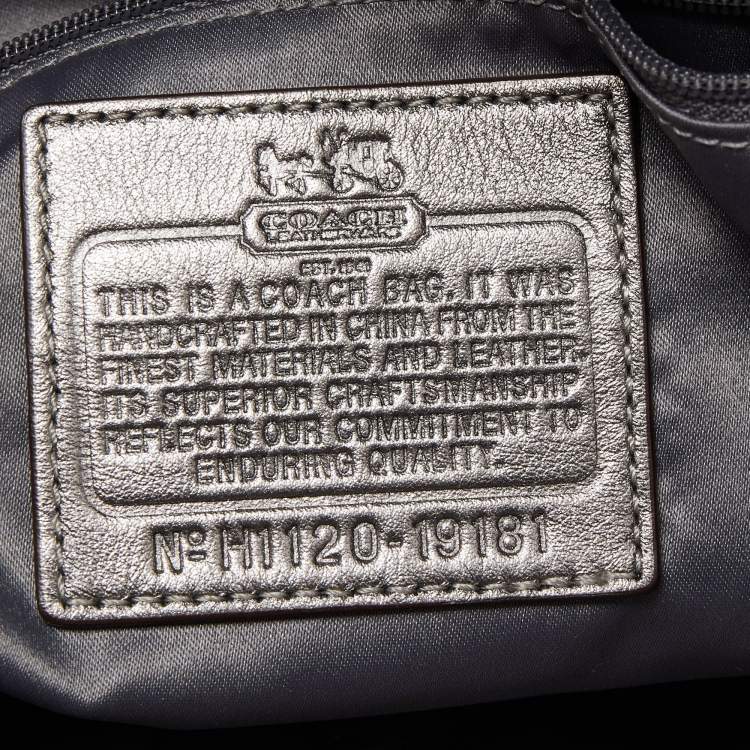 COACH
LEATHERWARE
EST. 1941
THIS IS A COACH BAG. IT WAS
HANDCRAFTED IN CHINA FROM THE
FINEST MATERIALS AND LEATHER.
ITS SUPERIOR CRAFTSMANSHIP
REFLECTS OUR COMMITMENT TO
ENDURING QUALITY.
Nº H1120-19181